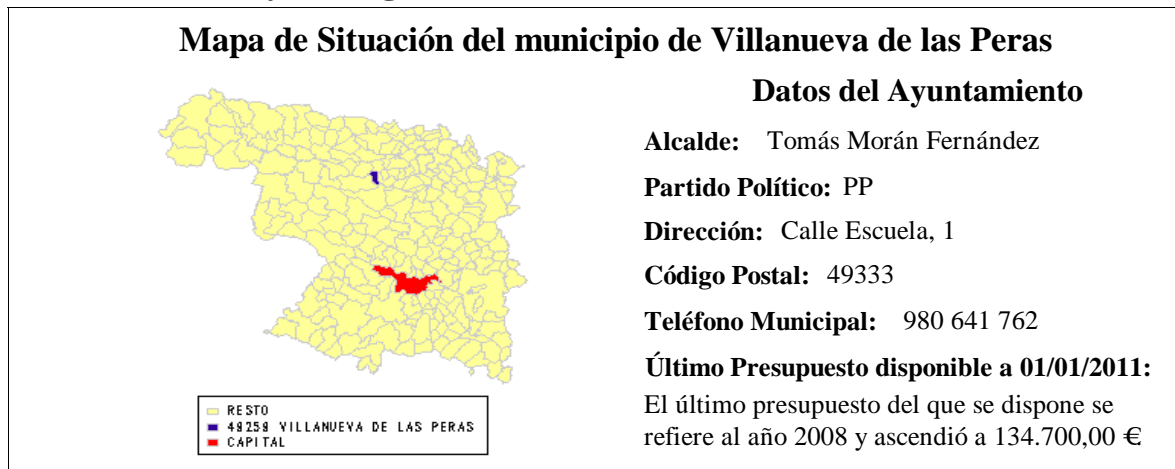 Mapa de Situación del municipio de Villanueva de las Peras
Datos del Ayuntamiento
Alcalde: Tomás Morán Fernández
Partido Político: PP
Dirección: Calle Escuela, 1
Código Postal: 49333
Teléfono Municipal: 980 641 762
Último Presupuesto disponible a 01/01/2011:
El último presupuesto del que se dispone se
refiere al año 2008 y ascendió a 134.700,00 €
RESTO
49259 VILLANUEVA DE LAS PERAS
CAPITAL